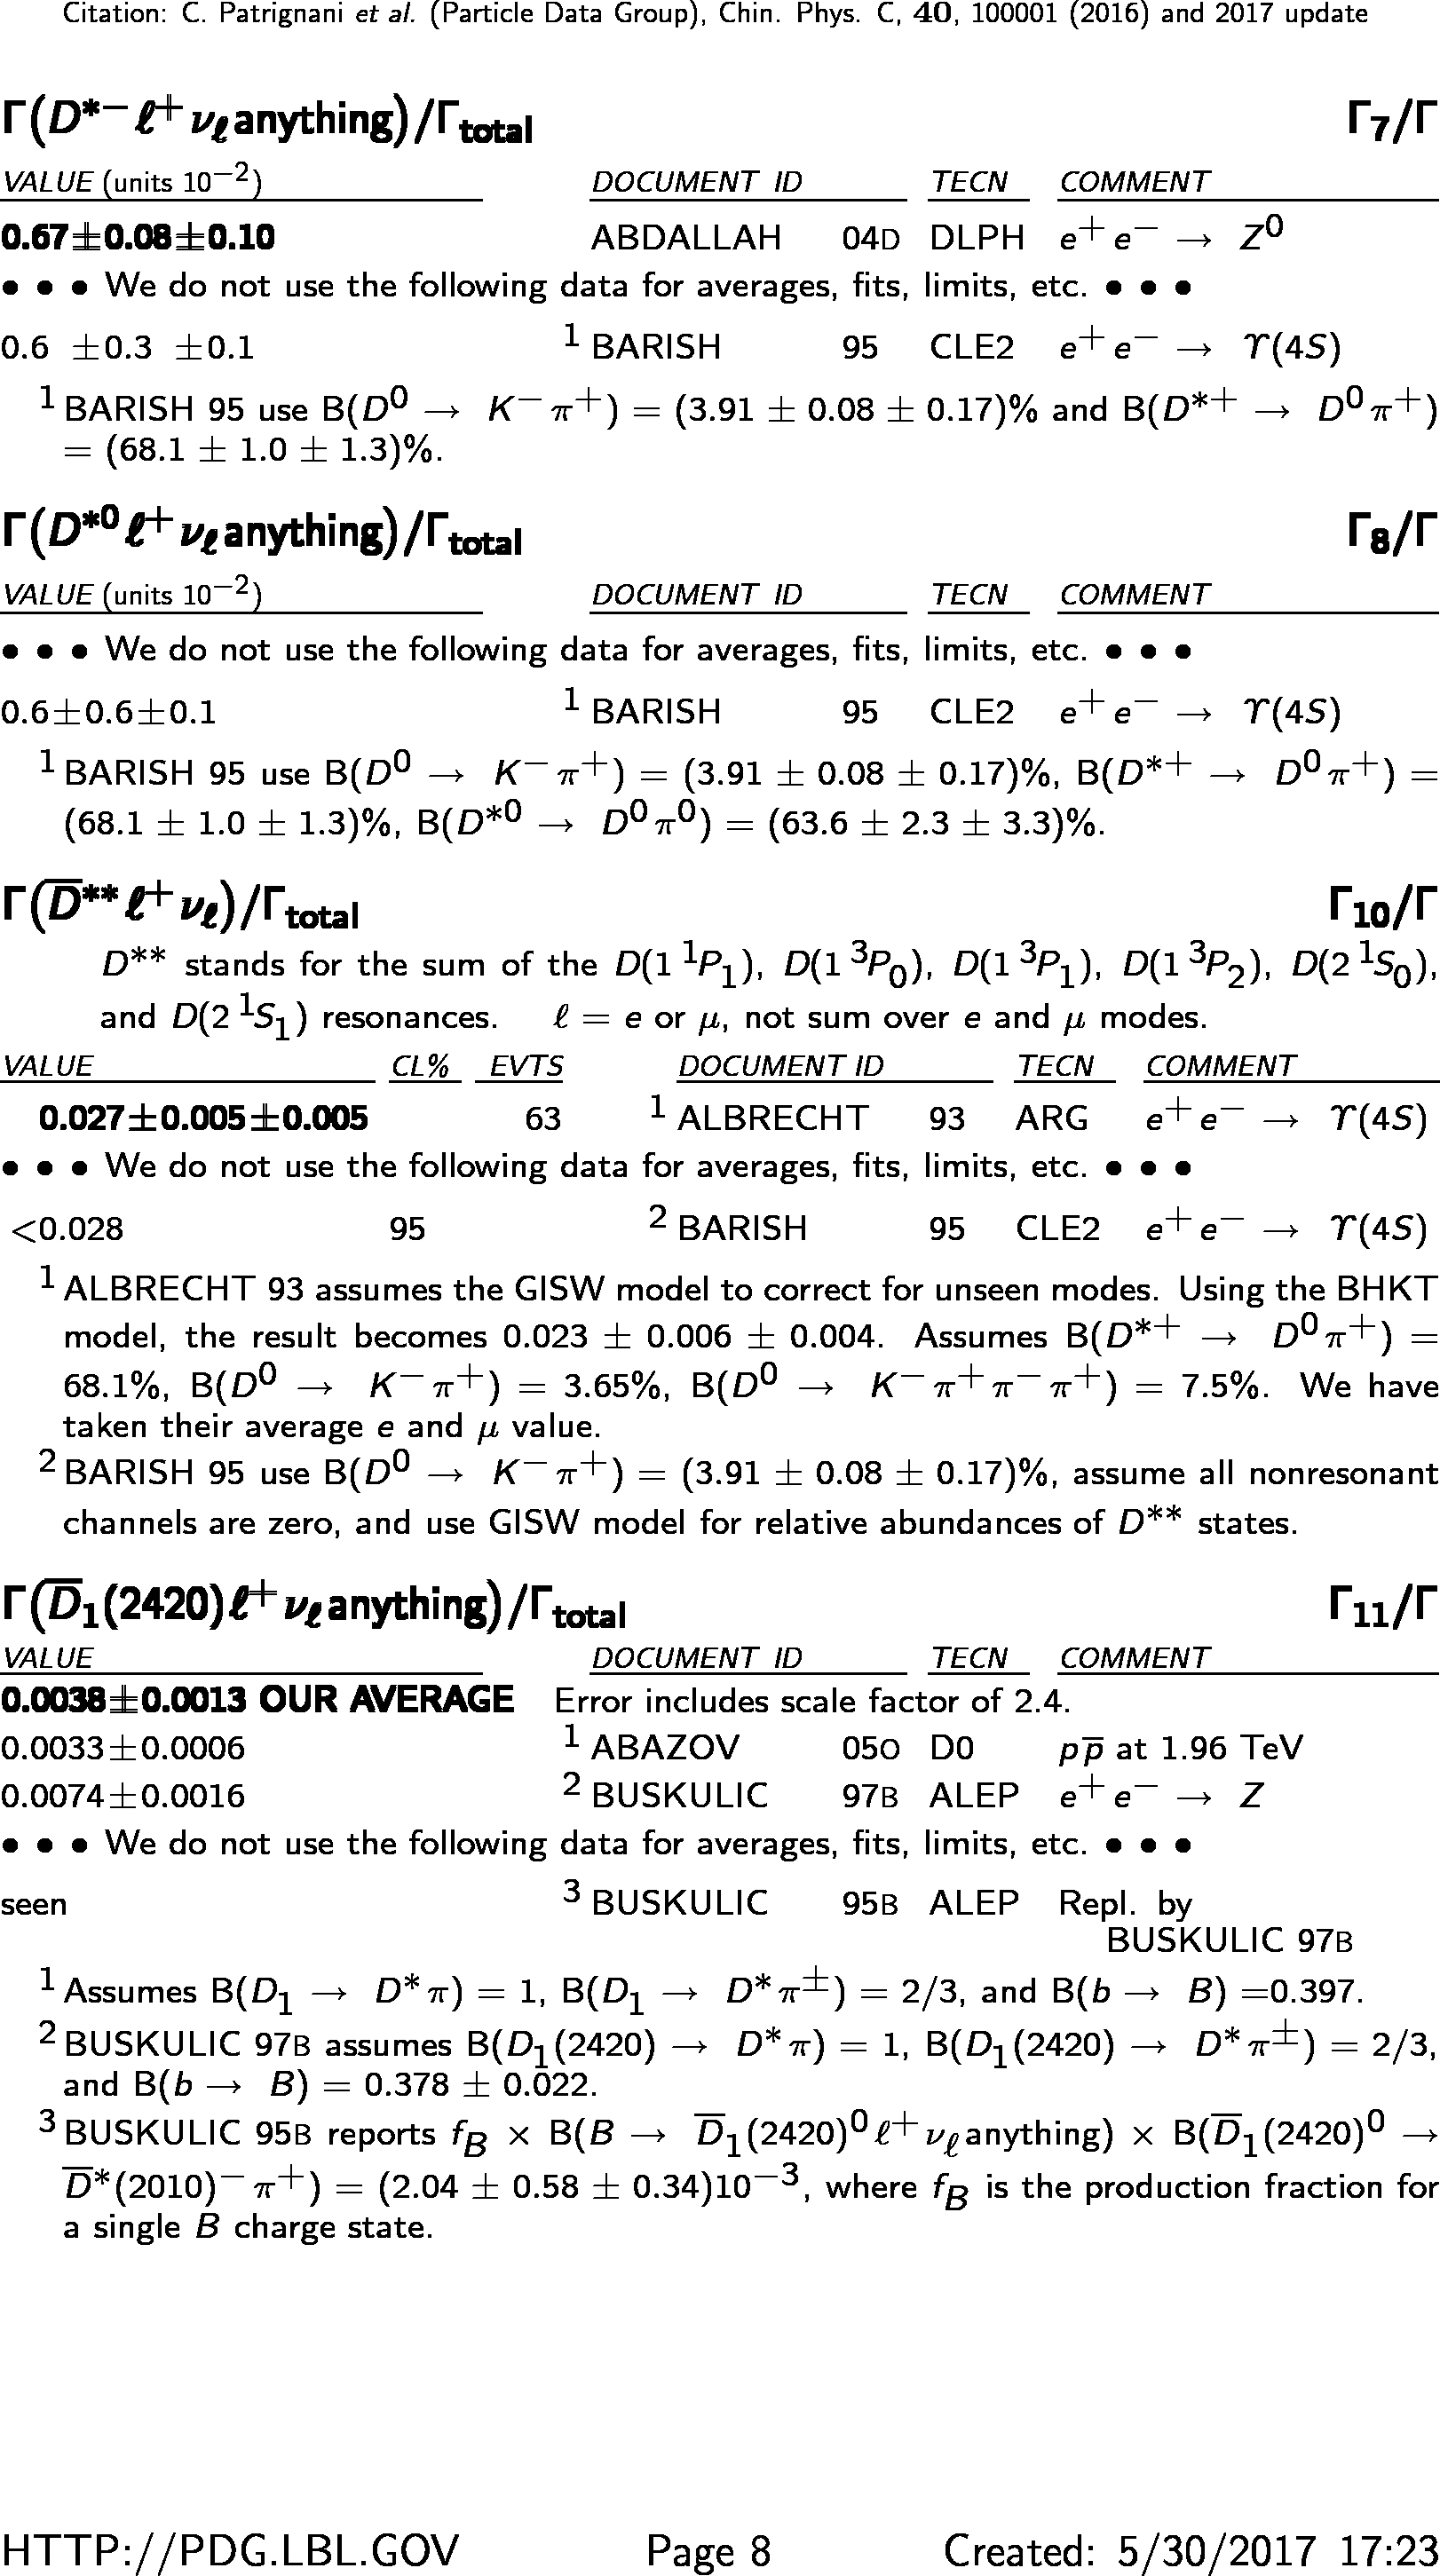 Citation: C. Patrignani et al. (Particle Data Group), Chin. Phys. C, 40, 100001 (2016) and 2017 update
Γ(D*⁻ ℓ⁺ ν_ℓ anything)/Γ_total Γ₇/Γ
VALUE (units 10⁻²) DOCUMENT ID TECN COMMENT
0.67±0.08±0.10 ABDALLAH 04D DLPH e⁺ e⁻ → Z⁰
• • • We do not use the following data for averages, fits, limits, etc. • • •
0.6 ±0.3 ±0.1 ¹ BARISH 95 CLE2 e⁺ e⁻ → ϒ(4S)
¹ BARISH 95 use B(D⁰ → K⁻ π⁺) = (3.91 ± 0.08 ± 0.17)% and B(D*⁺ → D⁰ π⁺)
= (68.1 ± 1.0 ± 1.3)%.
Γ(D*⁰ ℓ⁺ ν_ℓ anything)/Γ_total Γ₈/Γ
VALUE (units 10⁻²) DOCUMENT ID TECN COMMENT
• • • We do not use the following data for averages, fits, limits, etc. • • •
0.6±0.6±0.1 ¹ BARISH 95 CLE2 e⁺ e⁻ → ϒ(4S)
¹ BARISH 95 use B(D⁰ → K⁻ π⁺) = (3.91 ± 0.08 ± 0.17)%, B(D*⁺ → D⁰ π⁺) =
(68.1 ± 1.0 ± 1.3)%, B(D*⁰ → D⁰ π⁰) = (63.6 ± 2.3 ± 3.3)%.
Γ(D̅** ℓ⁺ ν_ℓ)/Γ_total Γ₁₀/Γ
D** stands for the sum of the D(1 ¹P₁), D(1 ³P₀), D(1 ³P₁), D(1 ³P₂), D(2 ¹S₀),
and D(2 ¹S₁) resonances. ℓ = e or μ, not sum over e and μ modes.
VALUE CL% EVTS DOCUMENT ID TECN COMMENT
0.027±0.005±0.005 63 ¹ ALBRECHT 93 ARG e⁺ e⁻ → ϒ(4S)
• • • We do not use the following data for averages, fits, limits, etc. • • •
<0.028 95 ² BARISH 95 CLE2 e⁺ e⁻ → ϒ(4S)
¹ ALBRECHT 93 assumes the GISW model to correct for unseen modes. Using the BHKT
model, the result becomes 0.023 ± 0.006 ± 0.004. Assumes B(D*⁺ → D⁰ π⁺) =
68.1%, B(D⁰ → K⁻ π⁺) = 3.65%, B(D⁰ → K⁻ π⁺ π⁻ π⁺) = 7.5%. We have
taken their average e and μ value.
² BARISH 95 use B(D⁰ → K⁻ π⁺) = (3.91 ± 0.08 ± 0.17)%, assume all nonresonant
channels are zero, and use GISW model for relative abundances of D** states.
Γ(D̅₁(2420) ℓ⁺ ν_ℓ anything)/Γ_total Γ₁₁/Γ
VALUE DOCUMENT ID TECN COMMENT
0.0038±0.0013 OUR AVERAGE Error includes scale factor of 2.4.
0.0033±0.0006 ¹ ABAZOV 05O D0 p p̅ at 1.96 TeV
0.0074±0.0016 ² BUSKULIC 97B ALEP e⁺ e⁻ → Z
• • • We do not use the following data for averages, fits, limits, etc. • • •
seen ³ BUSKULIC 95B ALEP Repl. by
BUSKULIC 97B
¹ Assumes B(D₁ → D* π) = 1, B(D₁ → D* π±) = 2/3, and B(b → B) =0.397.
² BUSKULIC 97B assumes B(D₁(2420) → D* π) = 1, B(D₁(2420) → D* π±) = 2/3,
and B(b → B) = 0.378 ± 0.022.
³ BUSKULIC 95B reports f_B × B(B → D̅₁(2420)⁰ ℓ⁺ ν_ℓ anything) × B(D̅₁(2420)⁰ →
D̅*(2010)⁻ π⁺) = (2.04 ± 0.58 ± 0.34)10⁻³, where f_B is the production fraction for
a single B charge state.
HTTP://PDG.LBL.GOV Page 8 Created: 5/30/2017 17:23